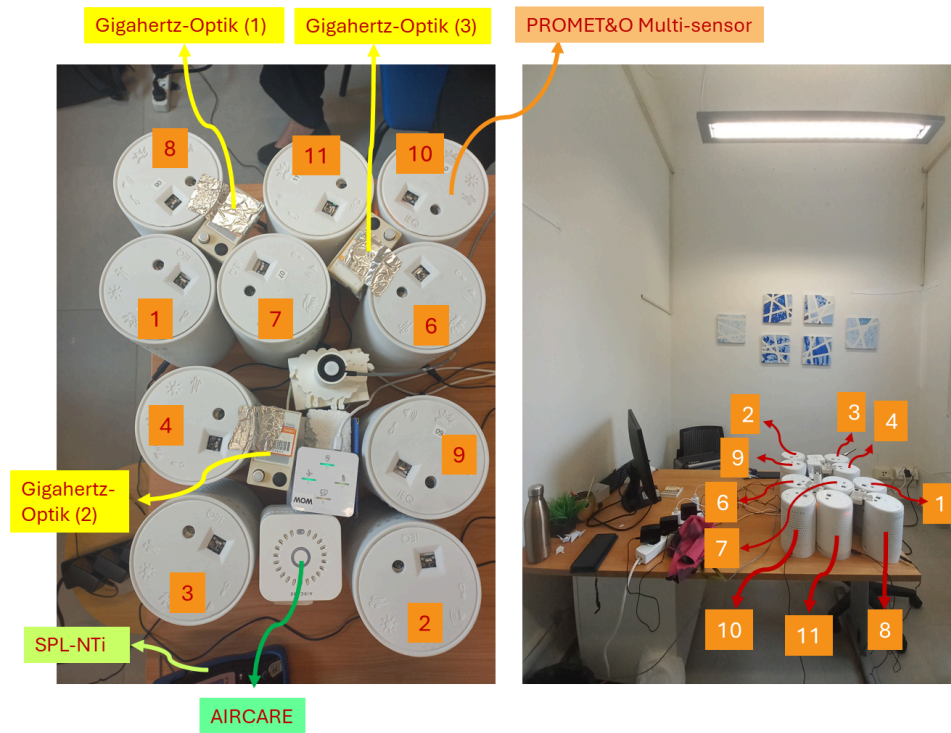 Gigahertz-Optik (1)
Gigahertz-Optik (3)
PROMET&O Multi-sensor
8
11
10
1
7
6
4
9
Gigahertz-
Optik (2)
WOW
3
2
SPL-NTi
AIRCARE
2
3
4
9
6
1
7
10
11
8